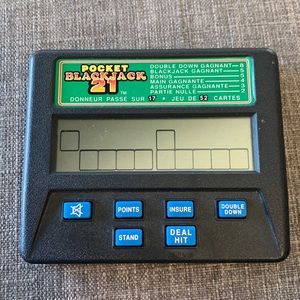 POCKET
BLACKJACK
21
TM
DOUBLE DOWN GAGNANT - 8
BLACKJACK GAGNANT - 6
BONUS - 5
MAIN GAGNANTE - 4
ASSURANCE GAGNANTE - 3
PARTIE NULLE - 2
DONNEUR PASSE SUR 17 • JEU DE 52 CARTES
POINTS
INSURE
DOUBLE
DOWN
STAND
DEAL
HIT